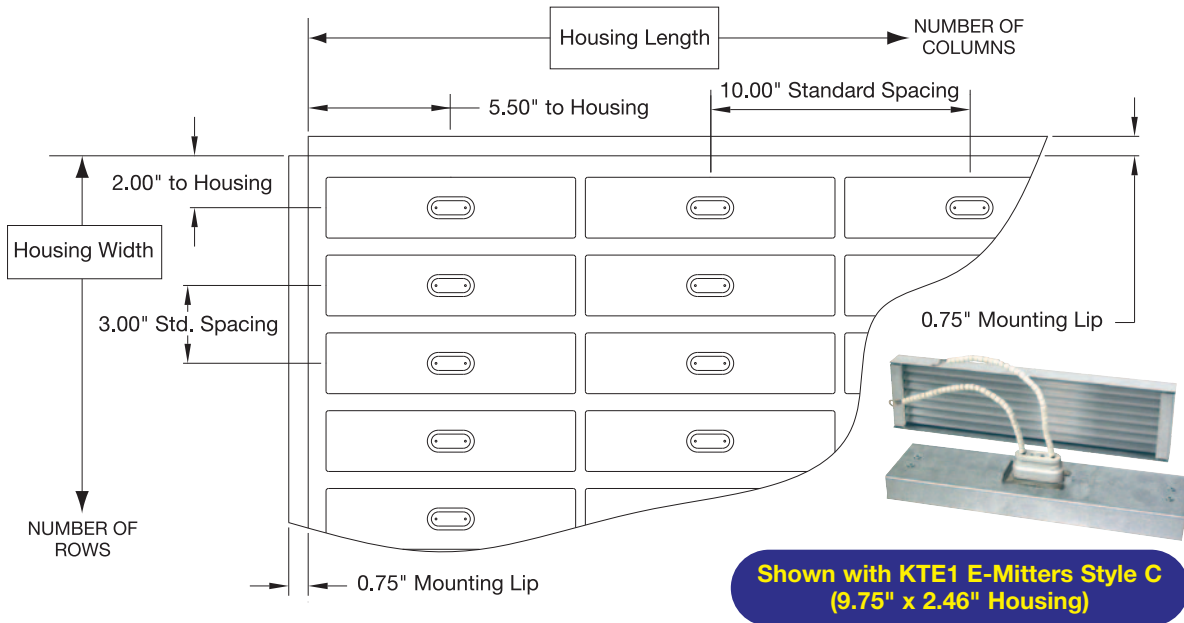 Housing Length
NUMBER OF
COLUMNS
5.50" to Housing
10.00" Standard Spacing
2.00" to Housing
Housing Width
3.00" Std. Spacing
0.75" Mounting Lip
NUMBER OF
ROWS
0.75" Mounting Lip
Shown with KTE1 E-Mitters Style C
(9.75" x 2.46" Housing)